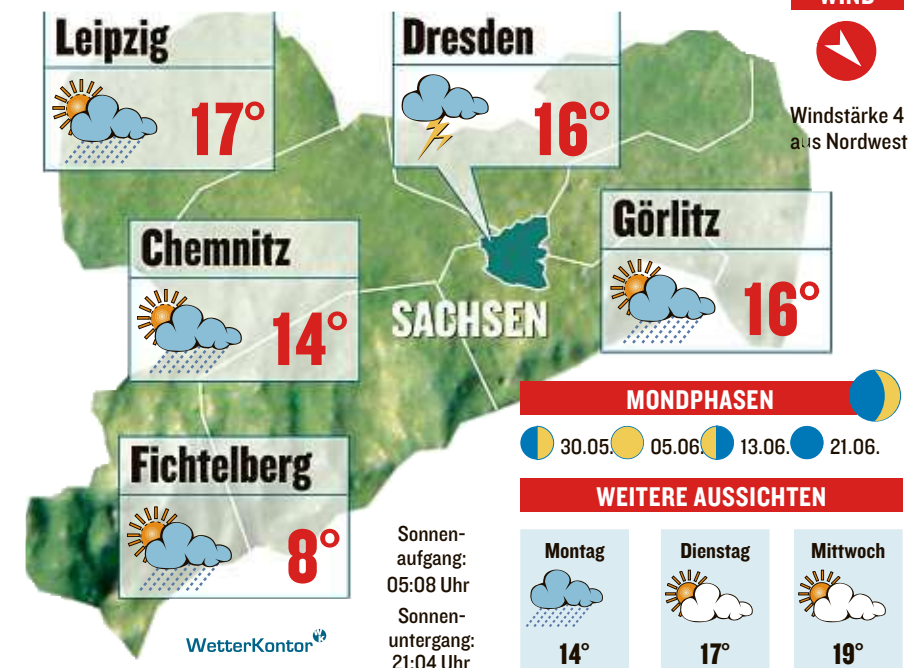 WIND
Windstärke 4
aus Nordwest
Leipzig
17°
Dresden
16°
Görlitz
16°
Chemnitz
14°
SACHSEN
Fichtelberg
8°
MONDPHASEN
30.05. 05.06. 13.06. 21.06.
WEITERE AUSSICHTEN
Montag
14°
Dienstag
17°
Mittwoch
19°
Sonnen-
aufgang:
05:08 Uhr
Sonnen-
untergang:
21:04 Uhr
WetterKontor